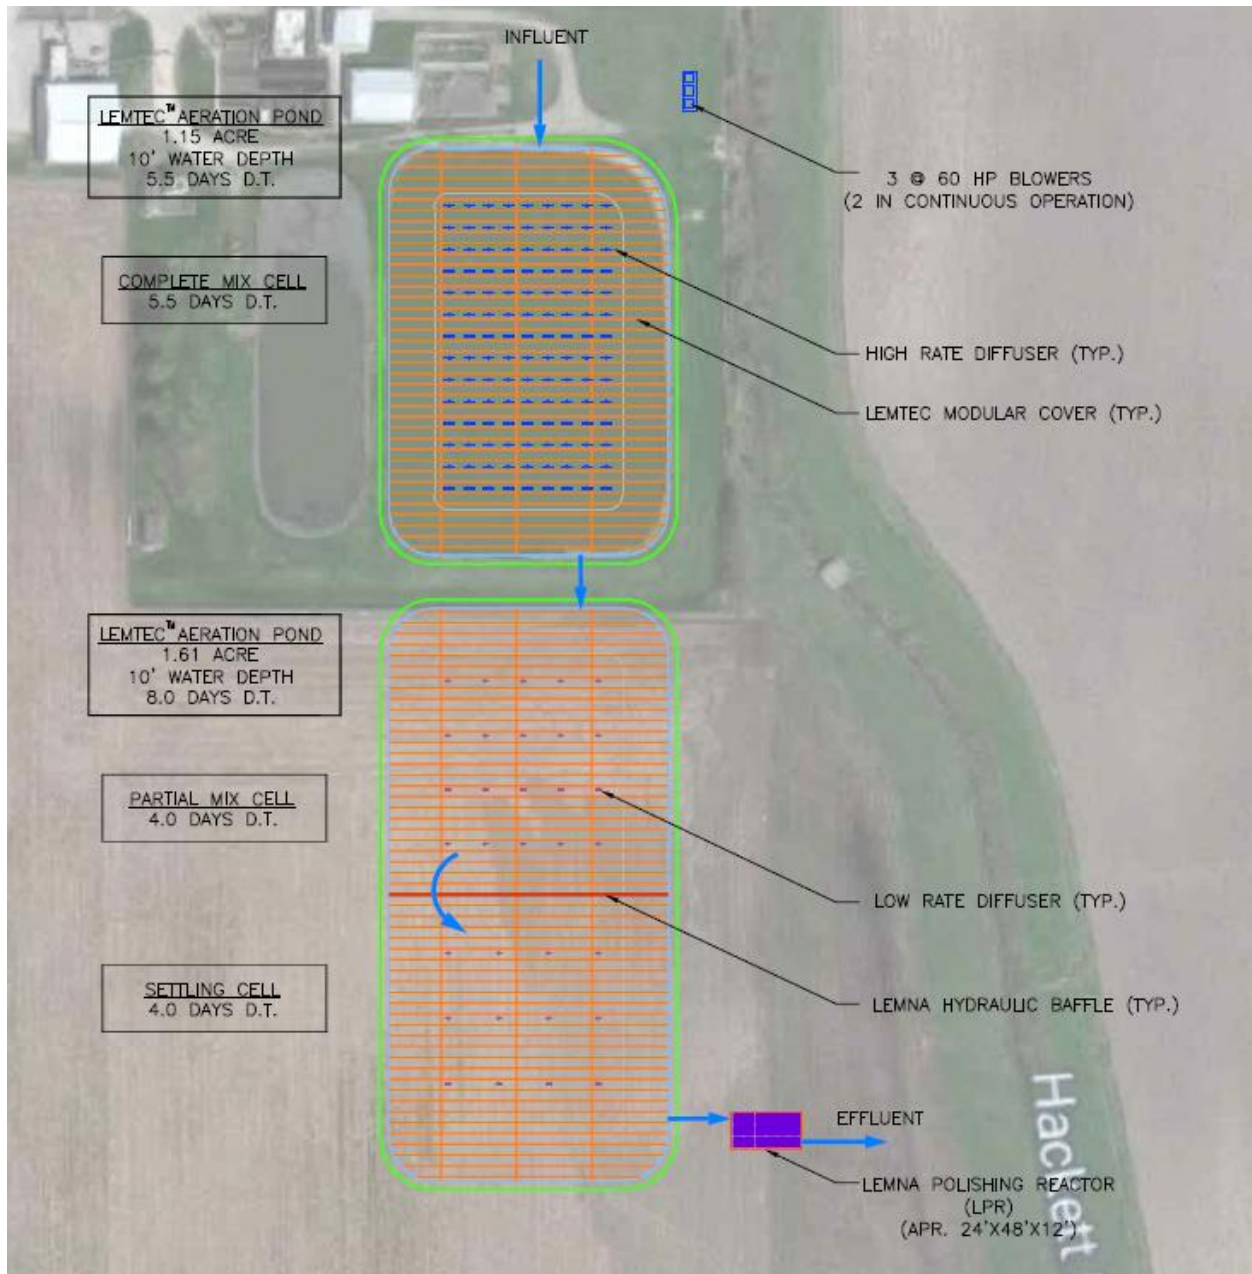 INFLUENT
LEMTEC™ AERATION POND
1.15 ACRE
10' WATER DEPTH
5.5 DAYS D.T.
3 @ 60 HP BLOWERS
(2 IN CONTINUOUS OPERATION)
COMPLETE MIX CELL
5.5 DAYS D.T.
HIGH RATE DIFFUSER (TYP.)
LEMTEC MODULAR COVER (TYP.)
LEMTEC™ AERATION POND
1.61 ACRE
10' WATER DEPTH
8.0 DAYS D.T.
PARTIAL MIX CELL
4.0 DAYS D.T.
LOW RATE DIFFUSER (TYP.)
SETTLING CELL
4.0 DAYS D.T.
LEMNA HYDRAULIC BAFFLE (TYP.)
Hackett
EFFLUENT
LEMNA POLISHING REACTOR
(LPR)
(APR. 24'X48'X12')